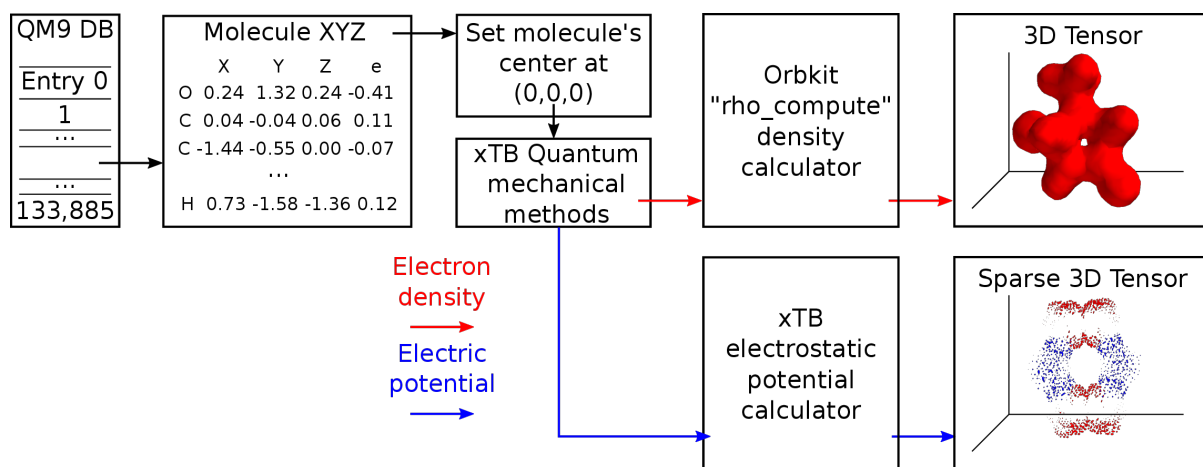 QM9 DB
Entry 0
1
...
...
133,885
Molecule XYZ
X Y Z e
O 0.24 1.32 0.24 -0.41
C 0.04 -0.04 0.06 0.11
C -1.44 -0.55 0.00 -0.07
...
H 0.73 -1.58 -1.36 0.12
Set molecule's
center at
(0,0,0)
xTB Quantum
mechanical
methods
Orbkit
"rho_compute"
density
calculator
3D Tensor
Electron
density
Electric
potential
xTB
electrostatic
potential
calculator
Sparse 3D Tensor